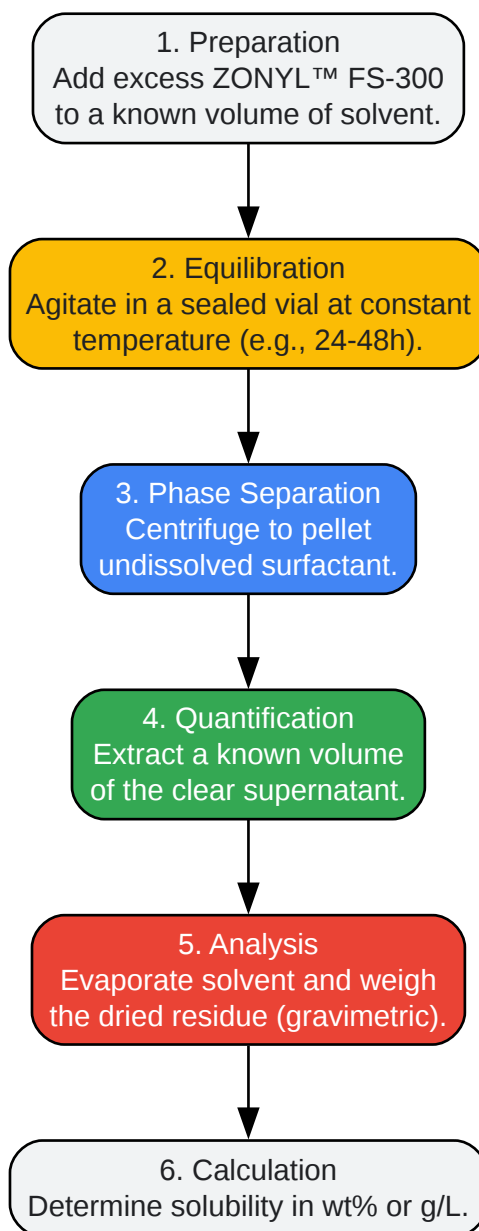 1. Preparation
Add excess ZONYL™ FS-300
to a known volume of solvent.
2. Equilibration
Agitate in a sealed vial at constant
temperature (e.g., 24-48h).
3. Phase Separation
Centrifuge to pellet
undissolved surfactant.
4. Quantification
Extract a known volume
of the clear supernatant.
5. Analysis
Evaporate solvent and weigh
the dried residue (gravimetric).
6. Calculation
Determine solubility in wt% or g/L.